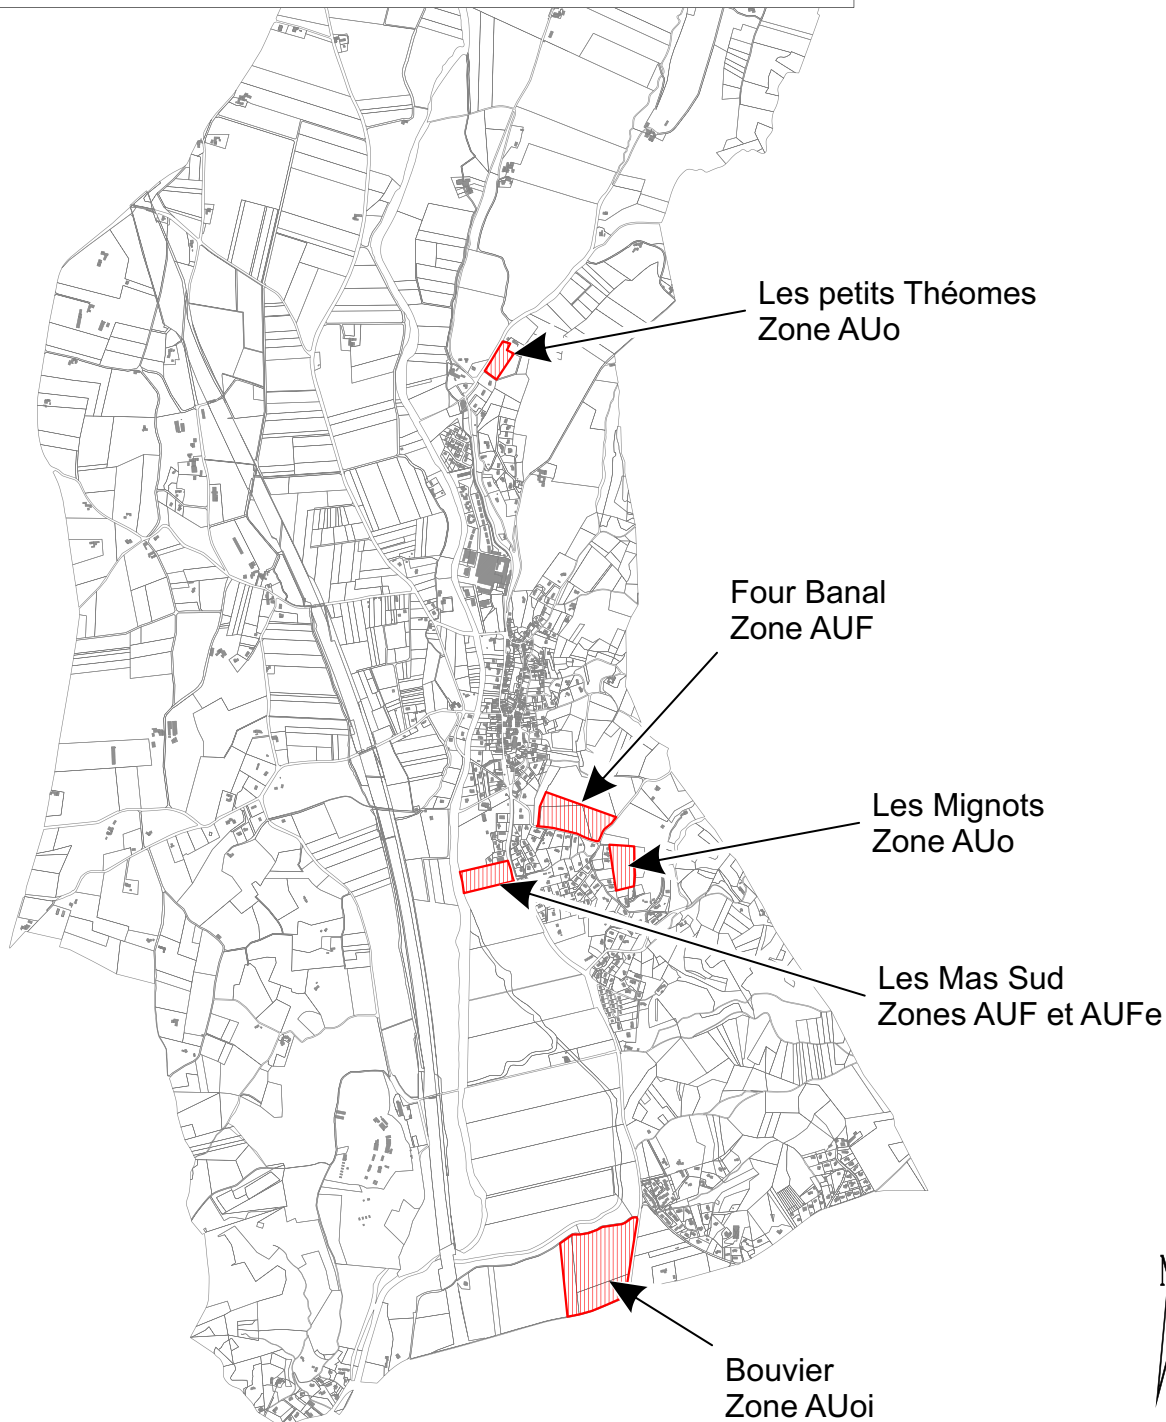 Les petits Théomes
Zone AUo
Four Banal
Zone AUF
Les Mignots
Zone AUo
Les Mas Sud
Zones AUF et AUFe
Bouvier
Zone AUoi